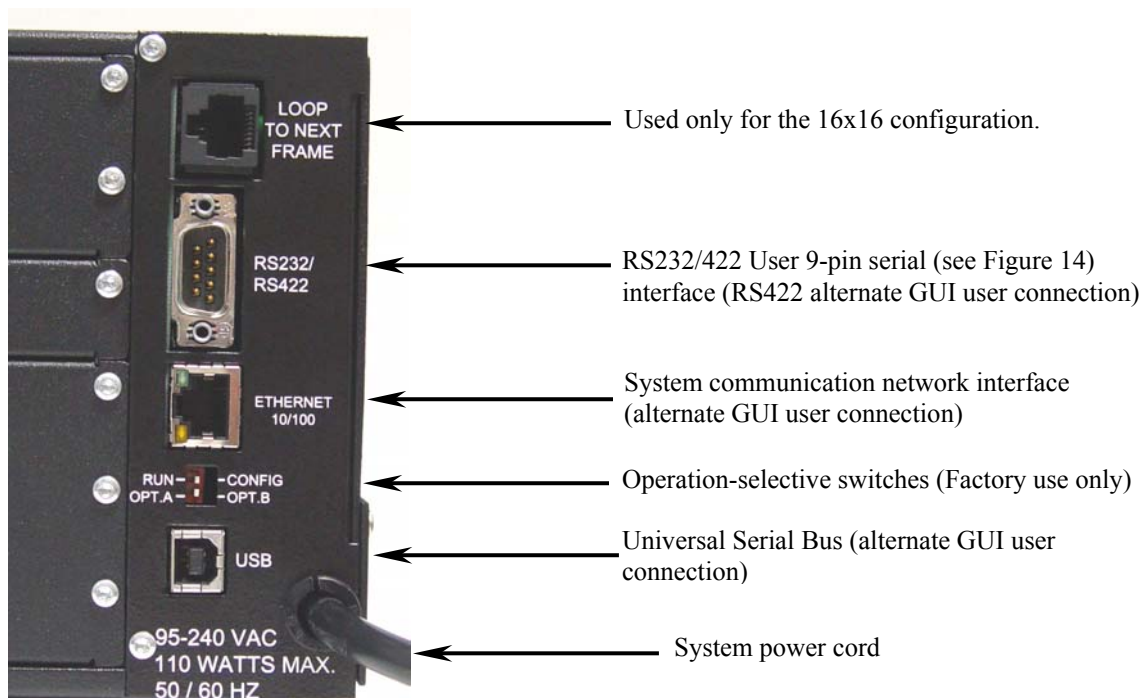 LOOP
TO NEXT
FRAME
Used only for the 16x16 configuration.
RS232/
RS422
RS232/422 User 9-pin serial (see Figure 14)
interface (RS422 alternate GUI user connection)
ETHERNET
10/100
System communication network interface
(alternate GUI user connection)
RUN CONFIG
OPT.A OPT.B
Operation-selective switches (Factory use only)
USB
Universal Serial Bus (alternate GUI user
connection)
95-240 VAC
110 WATTS MAX.
50 / 60 HZ
System power cord